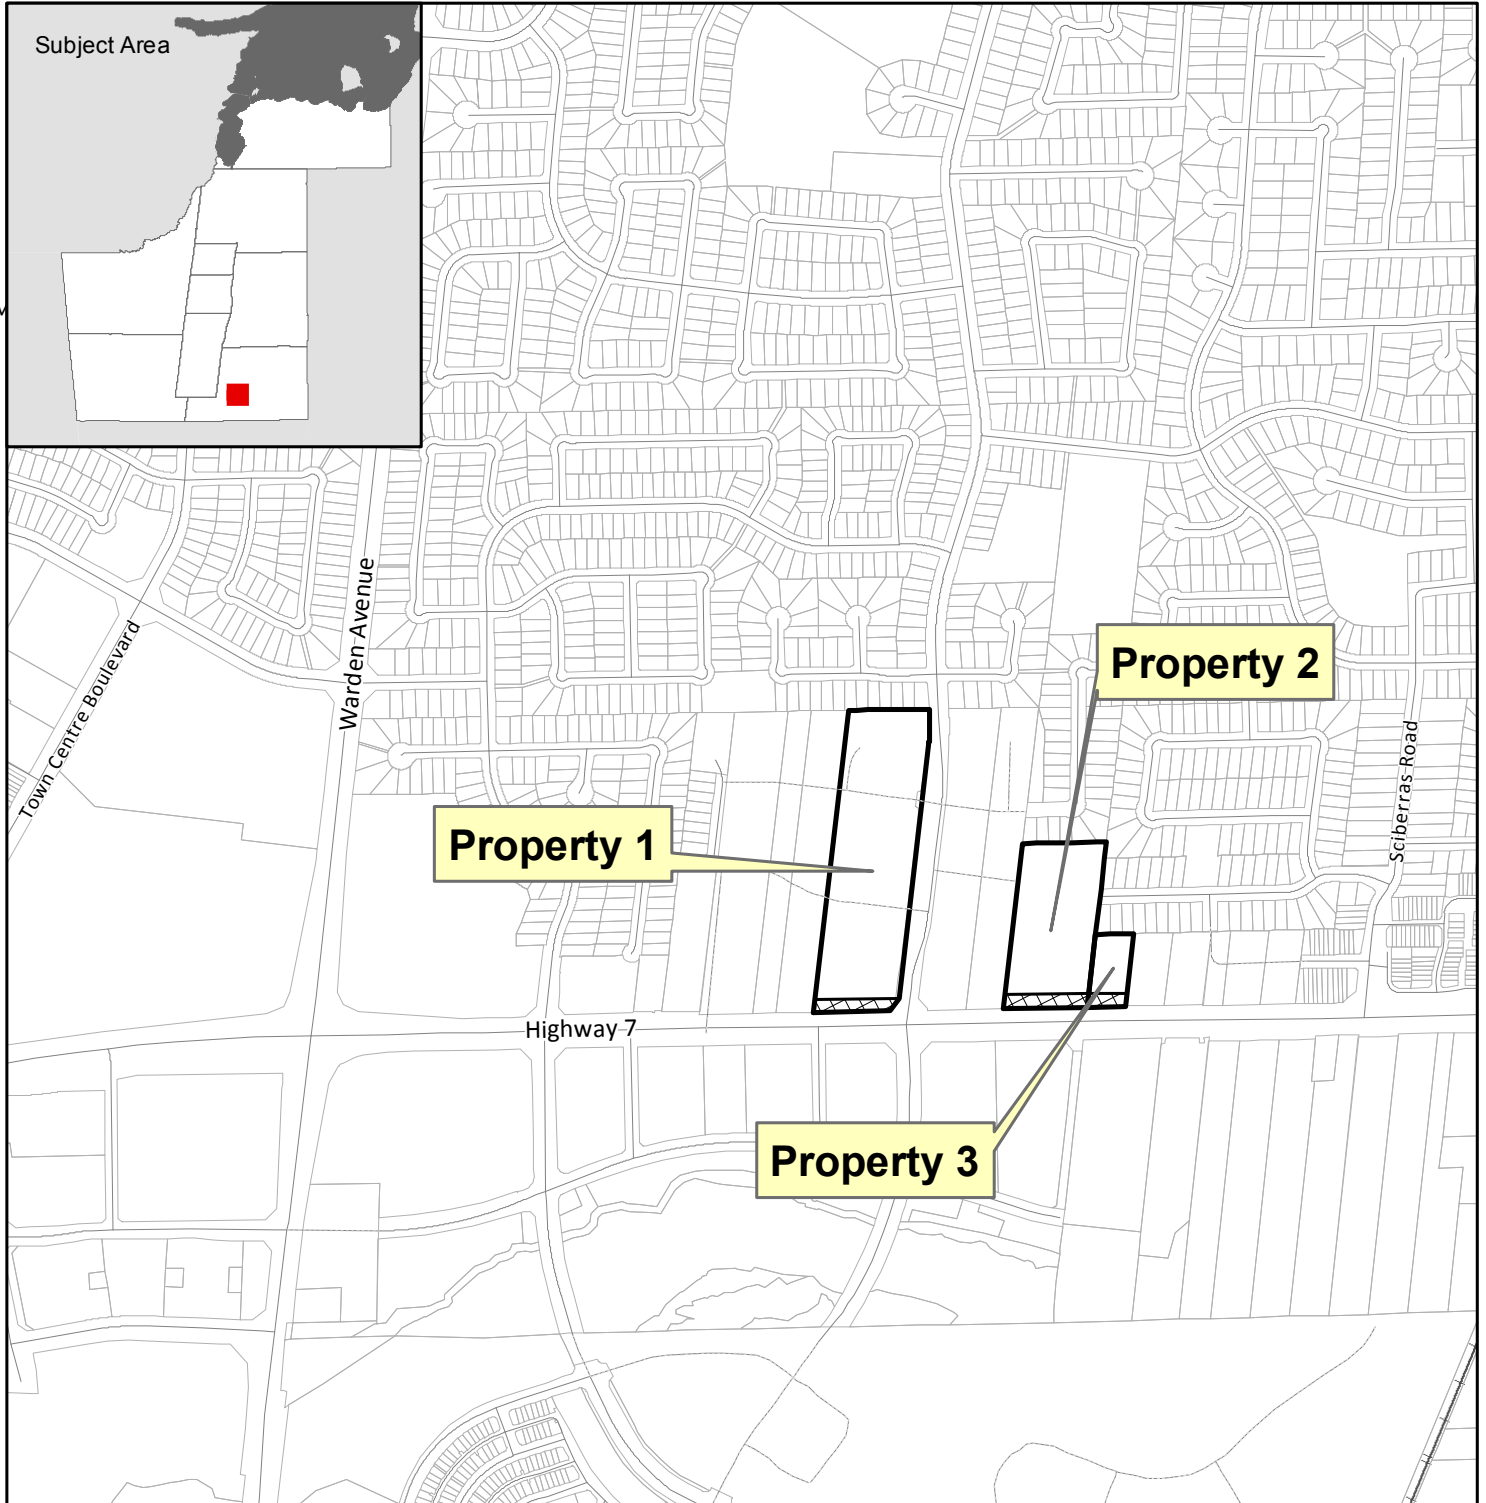 Subject Area
Warden Avenue
Town Centre Boulevard
Property 2
Sciberras Road
Property 1
Highway 7
Property 3